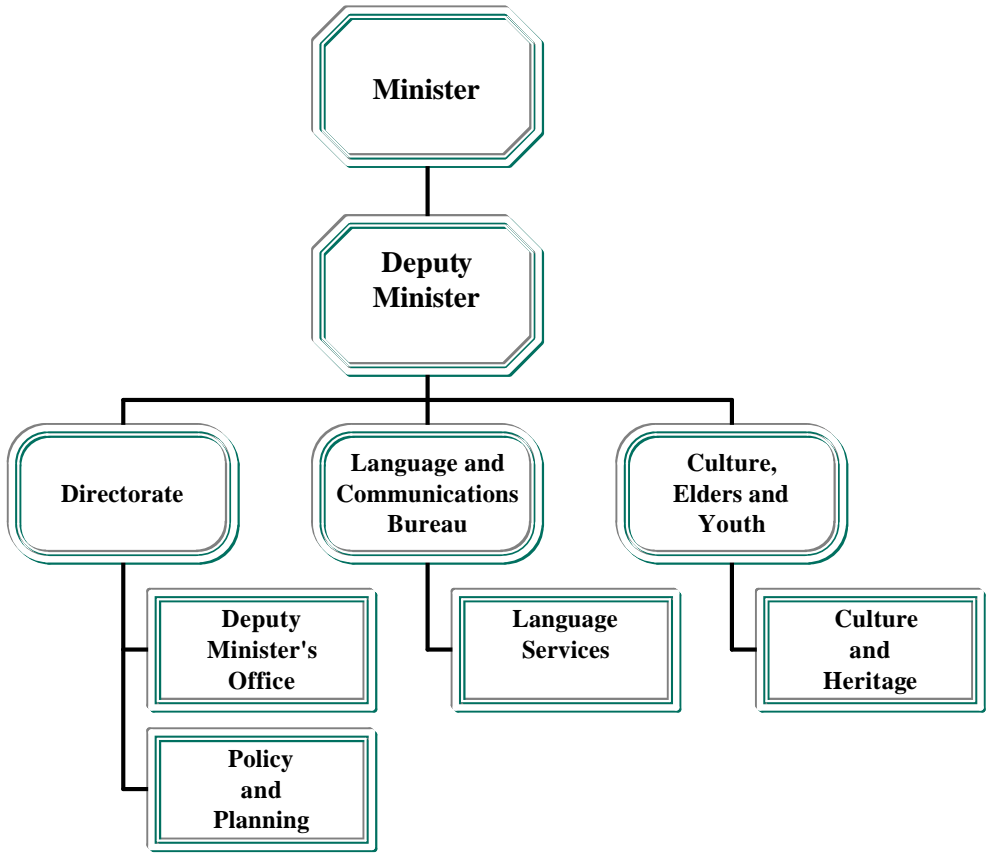 Minister
Deputy
Minister
Directorate
Language and
Communications
Bureau
Culture,
Elders and
Youth
Deputy
Minister's
Office
Language
Services
Culture
and
Heritage
Policy
and
Planning